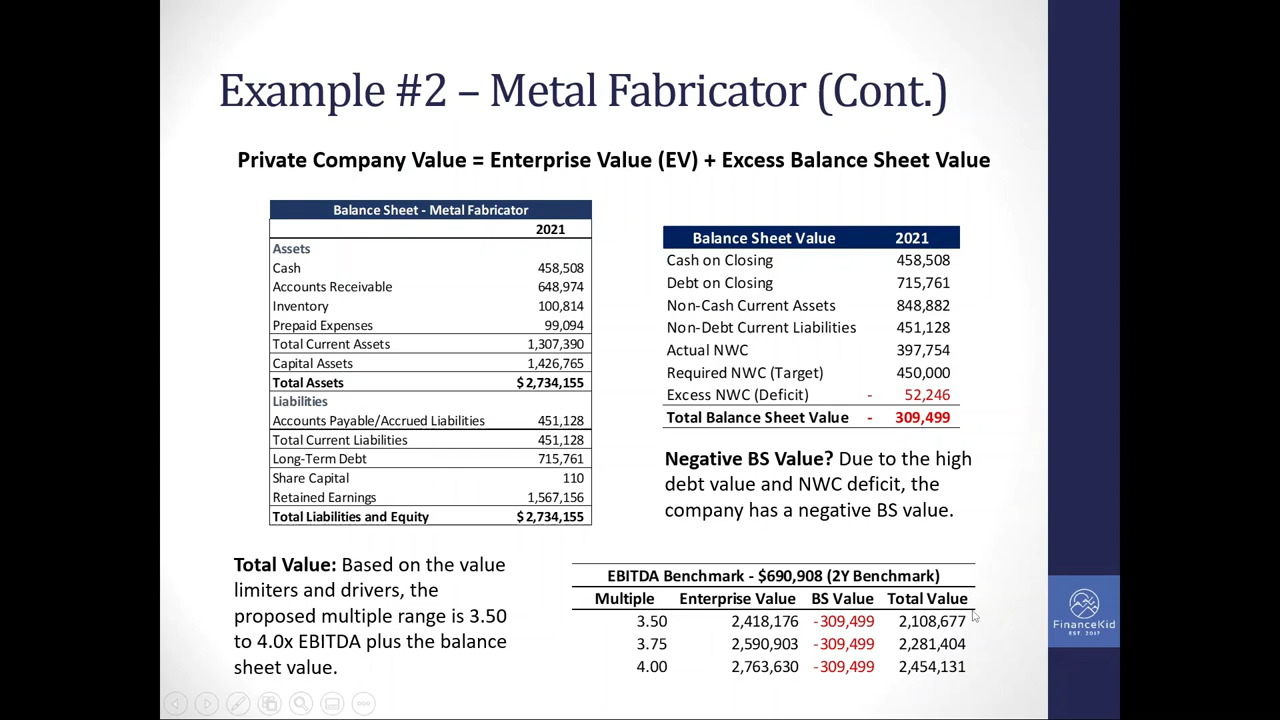 Example #2 – Metal Fabricator (Cont.)
Private Company Value = Enterprise Value (EV) + Excess Balance Sheet Value
Balance Sheet - Metal Fabricator
2021
Assets
Cash 458,508
Accounts Receivable 648,974
Inventory 100,814
Prepaid Expenses 99,094
Total Current Assets 1,307,390
Capital Assets 1,426,765
Total Assets $ 2,734,155
Liabilities
Accounts Payable/Accrued Liabilities 451,128
Total Current Liabilities 451,128
Long-Term Debt 715,761
Share Capital 110
Retained Earnings 1,567,156
Total Liabilities and Equity $ 2,734,155
Balance Sheet Value 2021
Cash on Closing 458,508
Debt on Closing 715,761
Non-Cash Current Assets 848,882
Non-Debt Current Liabilities 451,128
Actual NWC 397,754
Required NWC (Target) 450,000
Excess NWC (Deficit) - 52,246
Total Balance Sheet Value - 309,499
Negative BS Value? Due to the high
debt value and NWC deficit, the
company has a negative BS value.
Total Value: Based on the value
limiters and drivers, the
proposed multiple range is 3.50
to 4.0x EBITDA plus the balance
sheet value.
EBITDA Benchmark - $690,908 (2Y Benchmark)
Multiple Enterprise Value BS Value Total Value
3.50 2,418,176 -309,499 2,108,677
3.75 2,590,903 -309,499 2,281,404
4.00 2,763,630 -309,499 2,454,131
FinanceKid
EST. 2017